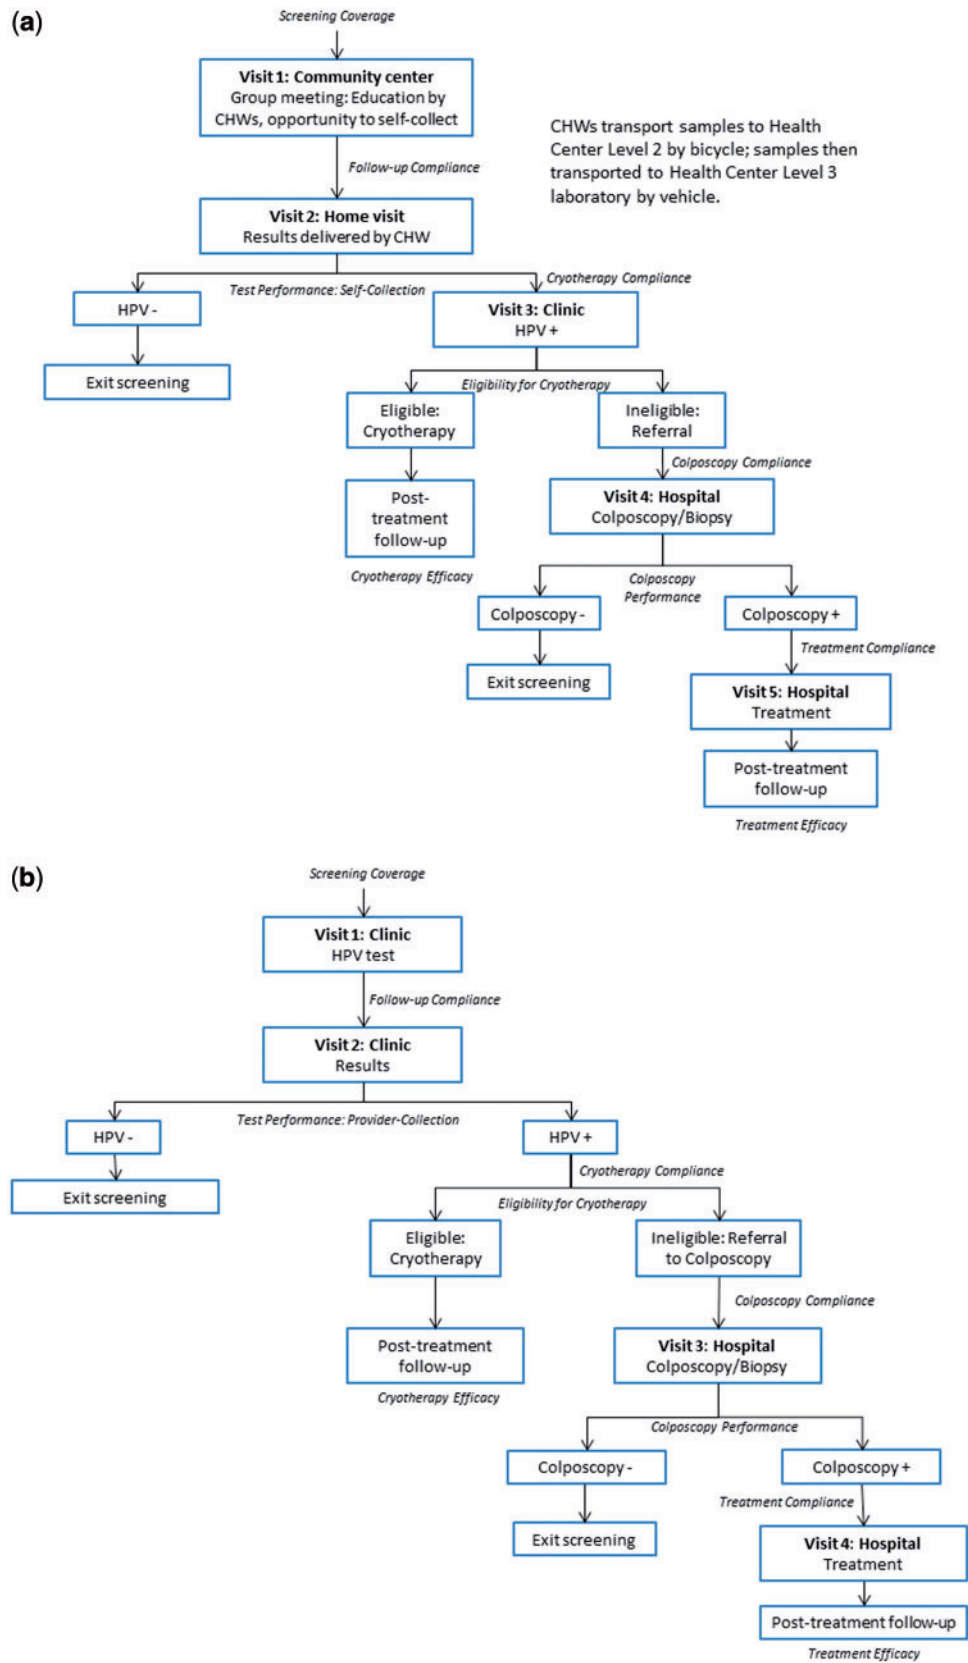 (a)
Screening Coverage
Visit 1: Community center
Group meeting: Education by
CHWs, opportunity to self-collect
CHWs transport samples to Health
Center Level 2 by bicycle; samples then
transported to Health Center Level 3
laboratory by vehicle.
Follow-up Compliance
Visit 2: Home visit
Results delivered by CHW
Test Performance: Self-Collection
Cryotherapy Compliance
HPV -
Visit 3: Clinic
HPV +
Exit screening
Eligibility for Cryotherapy
Eligible:
Cryotherapy
Ineligible:
Referral
Colposcopy Compliance
Post-
treatment
follow-up
Visit 4: Hospital
Colposcopy/Biopsy
Cryotherapy Efficacy
Colposcopy
Performance
Colposcopy -
Colposcopy +
Treatment Compliance
Exit screening
Visit 5: Hospital
Treatment
Post-treatment
follow-up
Treatment Efficacy
(b)
Screening Coverage
Visit 1: Clinic
HPV test
Follow-up Compliance
Visit 2: Clinic
Results
Test Performance: Provider-Collection
HPV -
HPV +
Cryotherapy Compliance
Exit screening
Eligibility for Cryotherapy
Eligible:
Cryotherapy
Ineligible: Referral
to Colposcopy
Colposcopy Compliance
Post-treatment
follow-up
Visit 3: Hospital
Colposcopy/Biopsy
Cryotherapy Efficacy
Colposcopy Performance
Colposcopy -
Colposcopy +
Treatment Compliance
Exit screening
Visit 4: Hospital
Treatment
Post-treatment follow-up
Treatment Efficacy